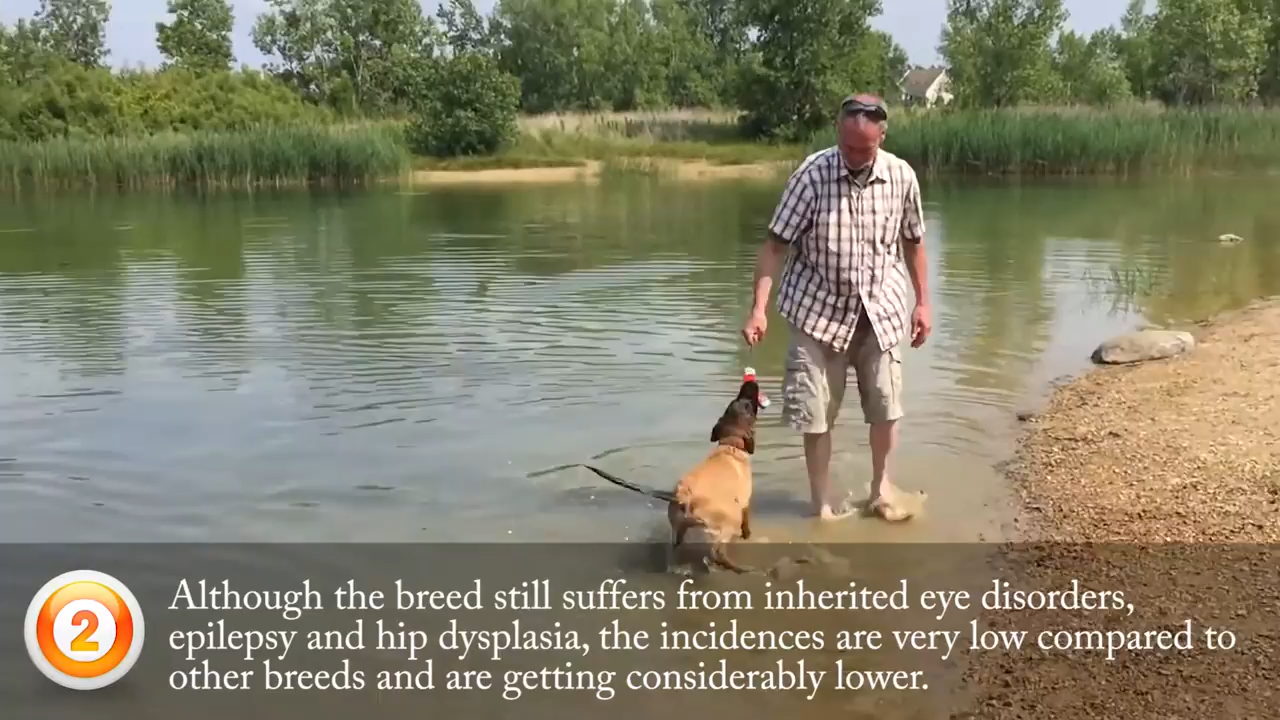 2
Although the breed still suffers from inherited eye disorders,
epilepsy and hip dysplasia, the incidences are very low compared to
other breeds and are getting considerably lower.